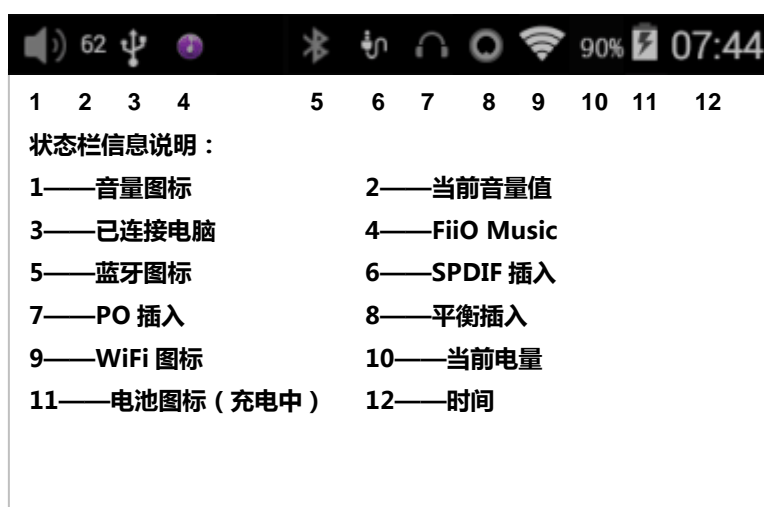 62 90% 07:44
1 2 3 4 5 6 7 8 9 10 11 12
状态栏信息说明：
1——音量图标 2——当前音量值
3——已连接电脑 4——FiiO Music
5——蓝牙图标 6——SPDIF 插入
7——PO 插入 8——平衡插入
9——WiFi 图标 10——当前电量
11——电池图标（充电中） 12——时间